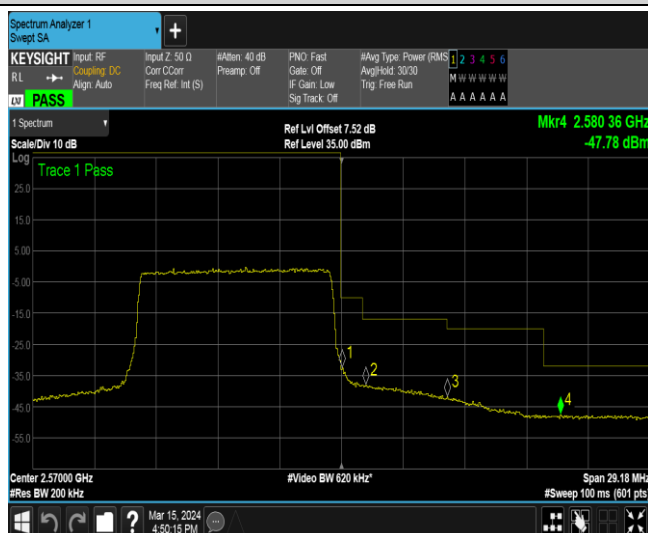 Spectrum Analyzer 1
Swept SA
+
KEYSIGHT Input: RF Input Z: 50 Ω #Atten: 40 dB PNO: Fast #Avg Type: Power (RMS 1 2 3 4 5 6
RL Coupling: DC Corr CCorr Preamp: Off Gate: Off Avg|Hold: 30/30 M W W W W W
Align: Auto Freq Ref: Int (S) IF Gain: Low Trig: Free Run
LXI PASS Sig Track: Off A A A A A A
1 Spectrum Ref Lvl Offset 7.52 dB Mkr4 2.580 36 GHz
Scale/Div 10 dB Ref Level 35.00 dBm -47.78 dBm
Log
Trace 1 Pass
25.0
15.0
5.00
-5.00
-15.0
-25.0
1
2
-35.0
3
4
-45.0
-55.0
Center 2.57000 GHz #Video BW 620 kHz* Span 29.18 MHz
#Res BW 200 kHz #Sweep 100 ms (601 pts)
? Mar 15, 2024
4:50:15 PM